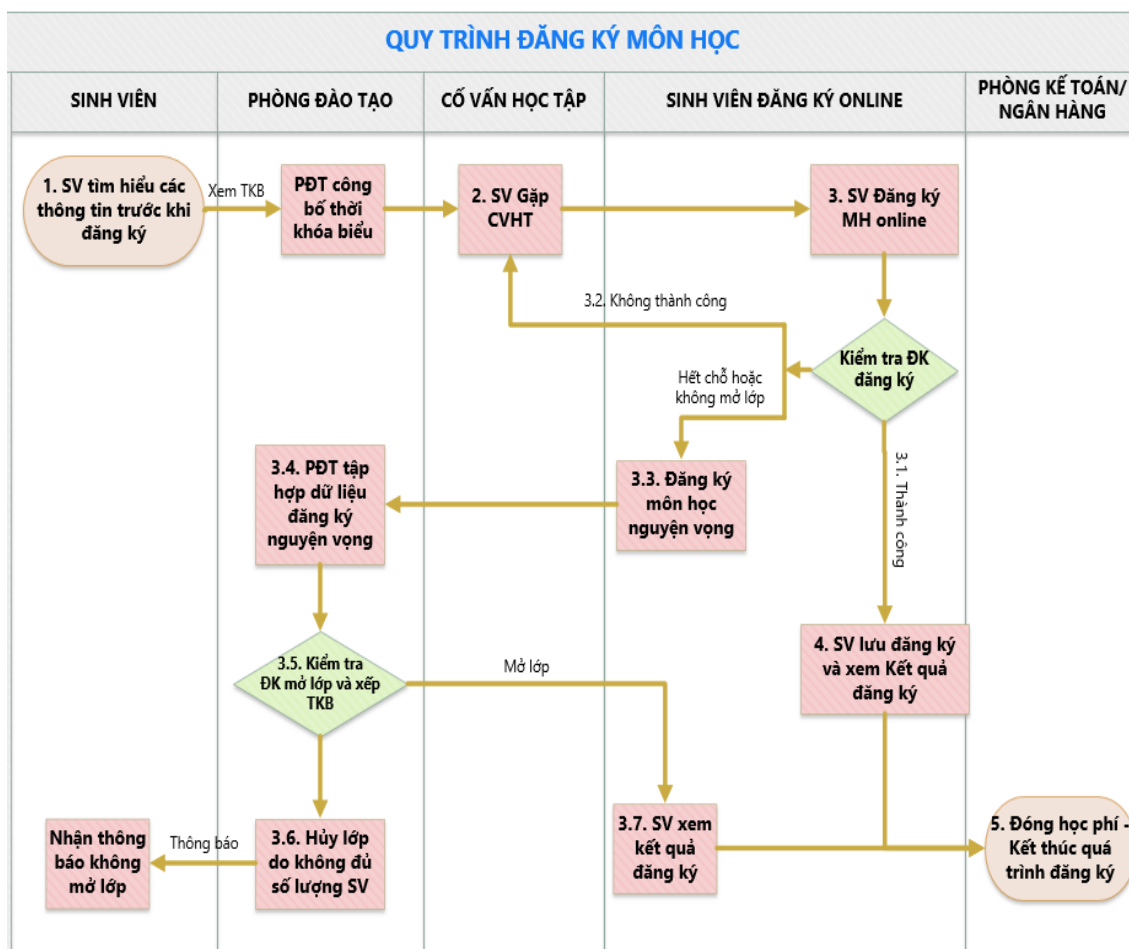 QUY TRÌNH ĐĂNG KÝ MÔN HỌC
SINH VIÊN
PHÒNG ĐÀO TẠO
CỐ VẤN HỌC TẬP
SINH VIÊN ĐĂNG KÝ ONLINE
PHÒNG KẾ TOÁN/
NGÂN HÀNG
1. SV tìm hiểu các
thông tin trước khi
đăng ký
Xem TKB
PĐT công
bố thời
khóa biểu
2. SV Gặp
CVHT
3. SV Đăng ký
MH online
3.2. Không thành công
Kiểm tra ĐK
đăng ký
Hết chỗ hoặc
không mở lớp
3.1. Thành công
3.3. Đăng ký
môn học
nguyện vọng
3.4. PĐT tập
hợp dữ liệu
đăng ký
nguyện vọng
3.5. Kiểm tra
ĐK mở lớp và xếp
TKB
Mở lớp
4. SV lưu đăng ký
và xem Kết quả
đăng ký
Nhận thông
báo không
mở lớp
Thông báo
3.6. Hủy lớp
do không đủ
số lượng SV
3.7. SV xem
kết quả
đăng ký
5. Đóng học phí -
Kết thúc quá
trình đăng ký